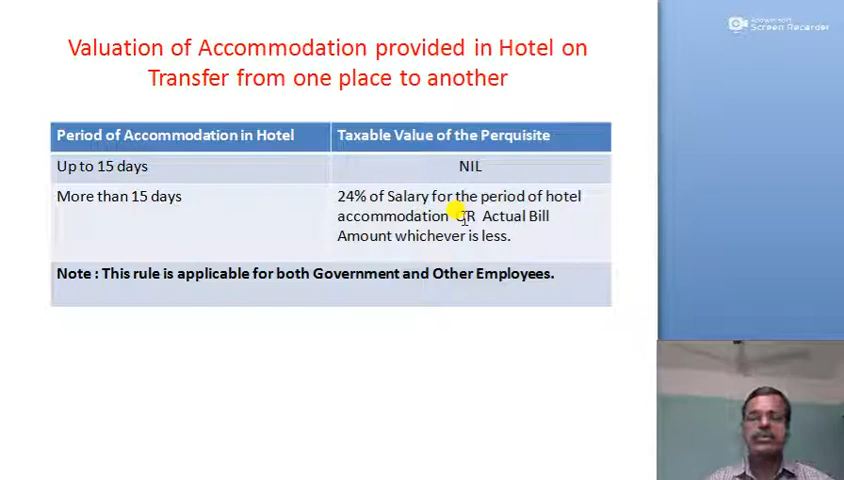 Valuation of Accommodation provided in Hotel on
Transfer from one place to another
Period of Accommodation in Hotel
Taxable Value of the Perquisite
Up to 15 days
NIL
More than 15 days
24% of Salary for the period of hotel
accommodation OR Actual Bill
Amount whichever is less.
Note : This rule is applicable for both Government and Other Employees.
Screen Recorder